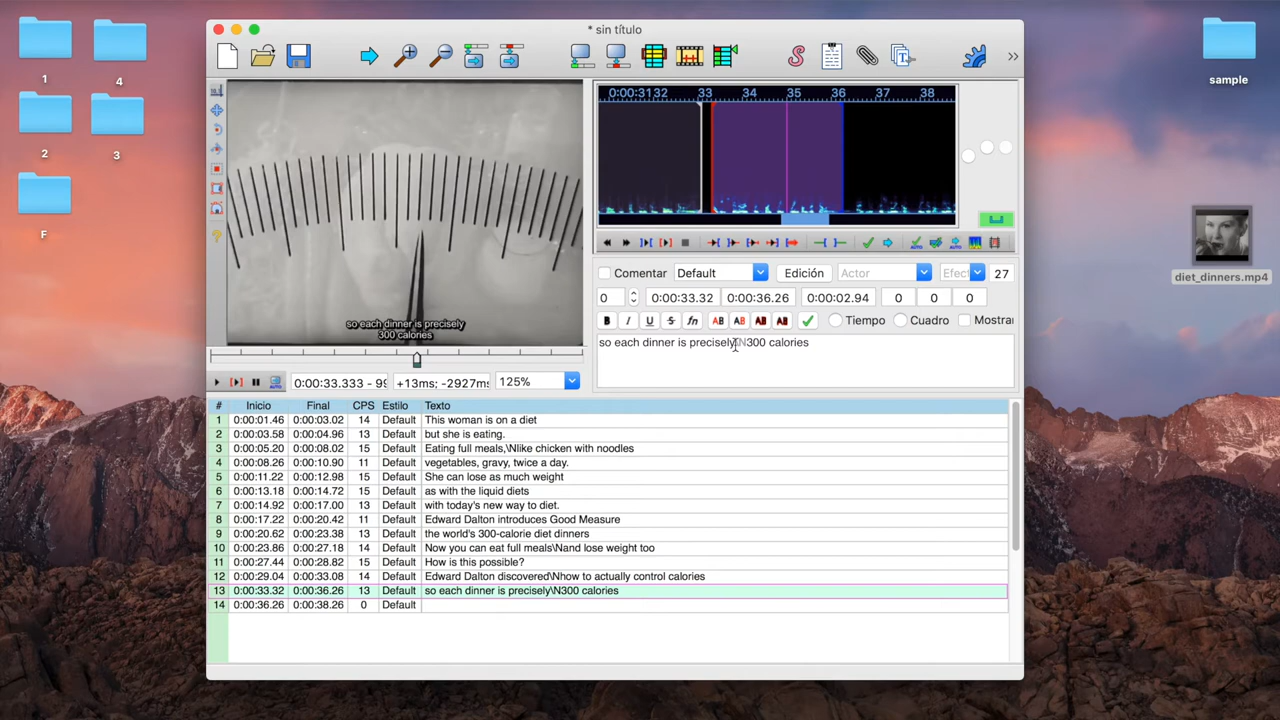 * sin título
1
4
2
3
F
sample
diet_dinners.mp4
0:00:31 32 33 34 35 36 37 38
so each dinner is precisely
300 calories
Comentar Default Edición Actor Efect 27
0 0:00:33.32 0:00:36.26 0:00:02.94 0 0 0
B I U S fn AB AB AB AB Tiempo Cuadro Mostra
so each dinner is precisely\N300 calories
0:00:33.333 - 99 +13ms; -2927ms 125%
AUTO AUTO AUTO
# Inicio Final CPS Estilo Texto
1 0:00:01.46 0:00:03.02 14 Default This woman is on a diet
2 0:00:03.58 0:00:04.96 13 Default but she is eating.
3 0:00:05.20 0:00:08.02 15 Default Eating full meals,\Nlike chicken with noodles
4 0:00:08.26 0:00:10.90 11 Default vegetables, gravy, twice a day.
5 0:00:11.22 0:00:12.98 15 Default She can lose as much weight
6 0:00:13.18 0:00:14.72 15 Default as with the liquid diets
7 0:00:14.92 0:00:17.00 13 Default with today's new way to diet.
8 0:00:17.22 0:00:20.42 11 Default Edward Dalton introduces Good Measure
9 0:00:20.62 0:00:23.38 13 Default the world's 300-calorie diet dinners
10 0:00:23.86 0:00:27.18 14 Default Now you can eat full meals\Nand lose weight too
11 0:00:27.44 0:00:28.82 15 Default How is this possible?
12 0:00:29.04 0:00:33.08 14 Default Edward Dalton discovered\Nhow to actually control calories
13 0:00:33.32 0:00:36.26 13 Default so each dinner is precisely\N300 calories
14 0:00:36.26 0:00:38.26 0 Default